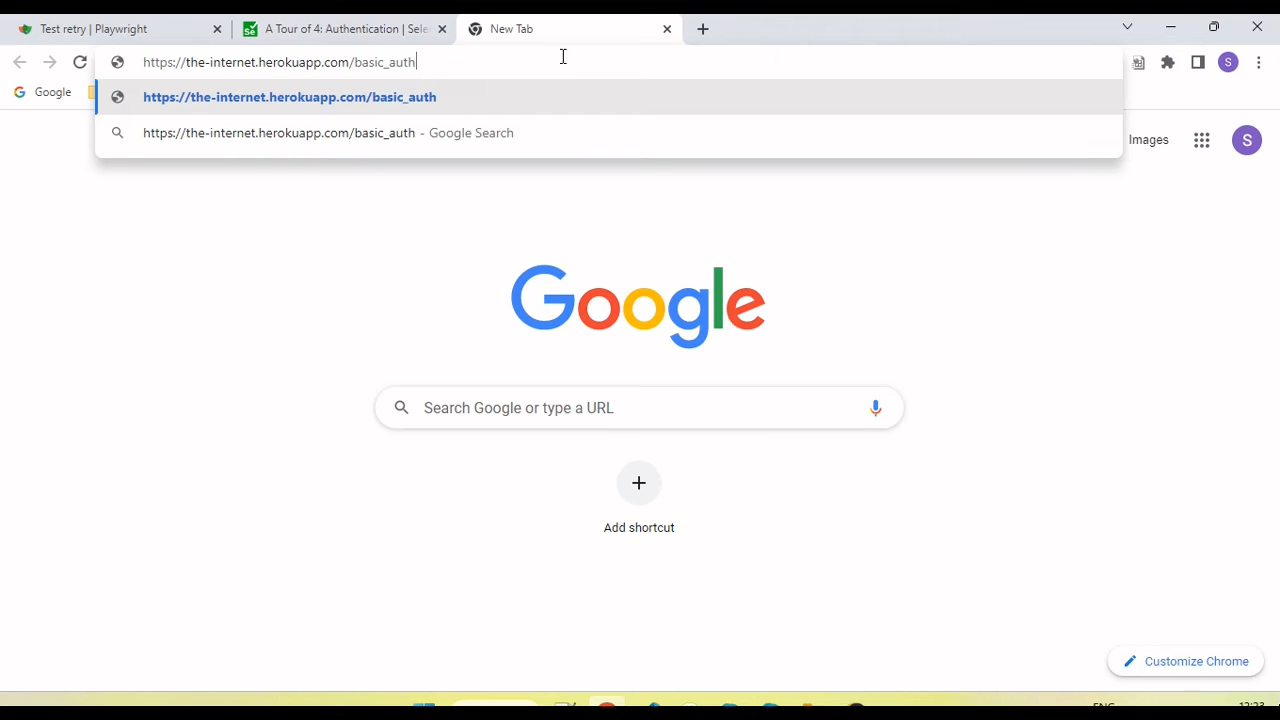 Test retry | Playwright
A Tour of 4: Authentication | Sele
New Tab
https://the-internet.herokuapp.com/basic_auth
S
Google
https://the-internet.herokuapp.com/basic_auth
https://the-internet.herokuapp.com/basic_auth - Google Search
Images
S
Google
Search Google or type a URL
Add shortcut
Customize Chrome